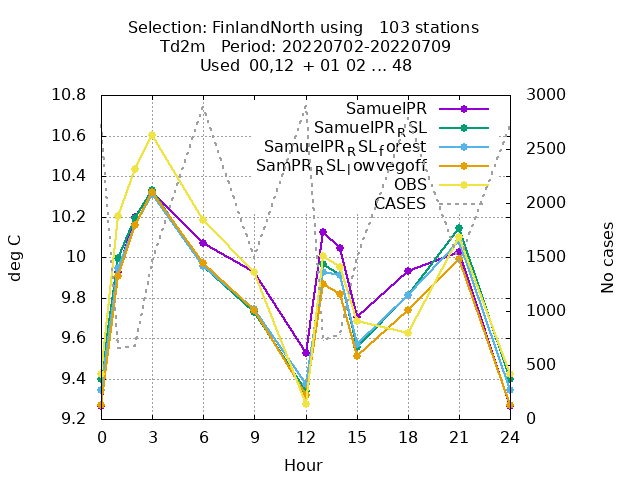 Selection: FinlandNorth using   103 stations
Td2m   Period: 20220702-20220709
Used  00,12  + 01 02 ... 48
10.8
10.6
10.4
10.2
10
9.8
9.6
9.4
9.2
3000
2500
2000
1500
1000
500
0
deg C
No cases
SamuelPR
SamuelPR_RSL
SamuelPR_RSL_forest
SamPR_RSL_lowvegoff
OBS
CASES
0 3 6 9 12 15 18 21 24
Hour